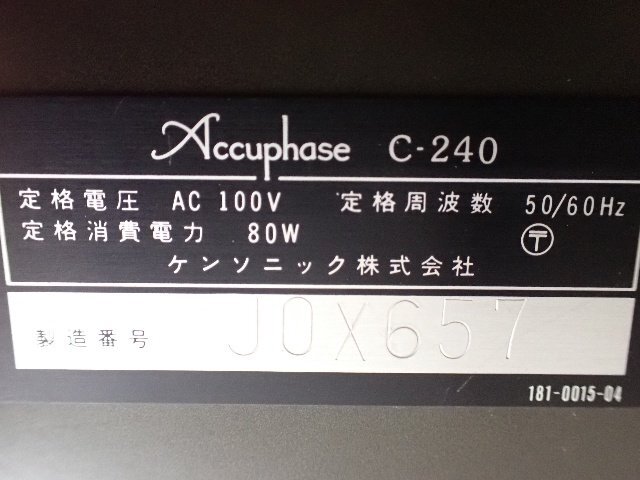 Accuphase C-240
定格電圧 AC 100V 定格周波数 50/60Hz
定格消費電力 80W 〒
ケンソニック株式会社
製造番号 J0X657
181-0015-04